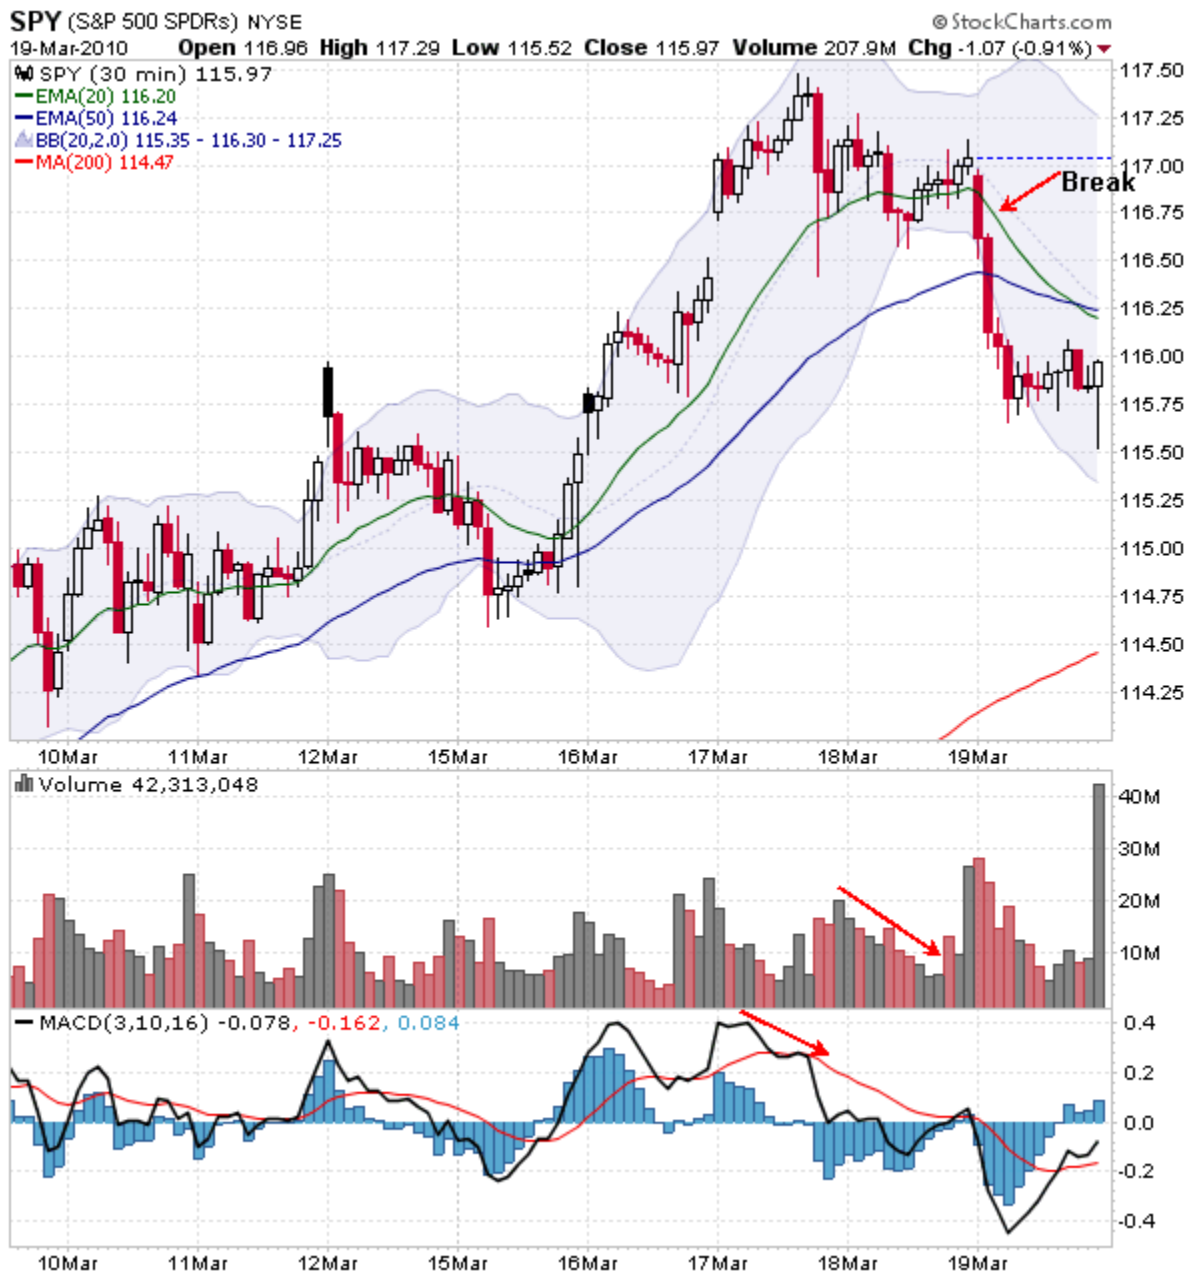 SPY (S&P 500 SPDRs) NYSE © StockCharts.com
19-Mar-2010 Open 116.96 High 117.29 Low 115.52 Close 115.97 Volume 207.9M Chg -1.07 (-0.91%)
SPY (30 min) 115.97
EMA(20) 116.20
EMA(50) 116.24
BB(20,2.0) 115.35 - 116.30 - 117.25
MA(200) 114.47
117.50
117.25
117.00
Break
116.75
116.50
116.25
116.00
115.75
115.50
115.25
115.00
114.75
114.50
114.25
10Mar 11Mar 12Mar 15Mar 16Mar 17Mar 18Mar 19Mar
Volume 42,313,048
40M
30M
20M
10M
MACD(3,10,16) -0.078, -0.162, 0.084
0.4
0.2
0.0
-0.2
-0.4
10Mar 11Mar 12Mar 15Mar 16Mar 17Mar 18Mar 19Mar